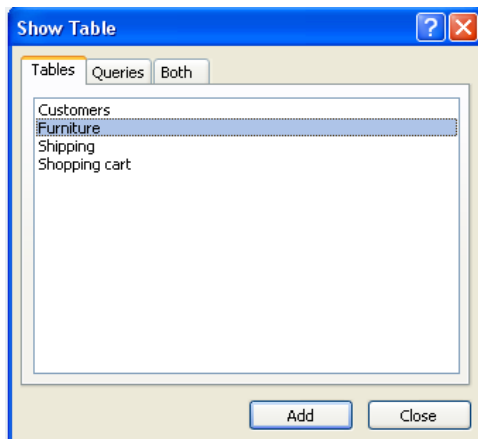 Show Table
Tables Queries Both
Customers
Furniture
Shipping
Shopping cart
Add Close